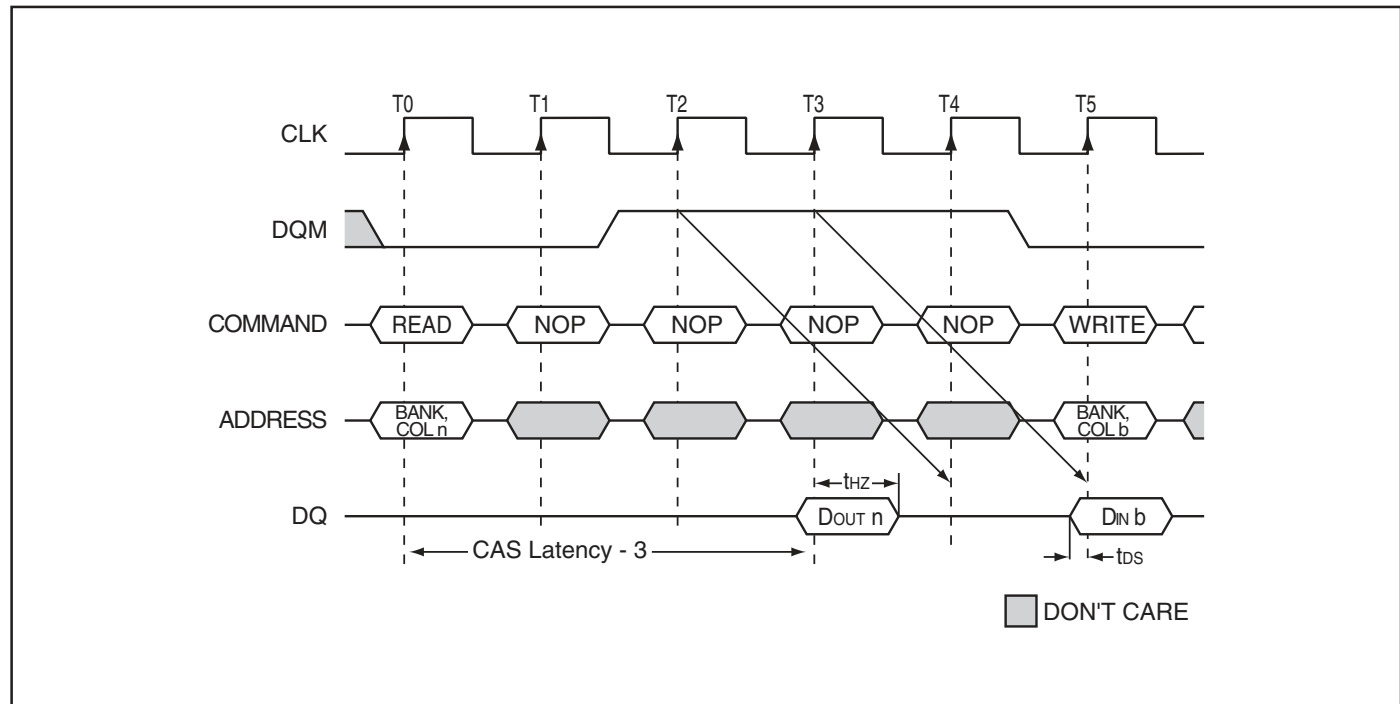 T0 T1 T2 T3 T4 T5
CLK
DQM
COMMAND READ NOP NOP NOP NOP WRITE
ADDRESS BANK, COL n BANK, COL b
tHZ
DQ DOUT n DIN b
CAS Latency - 3 tDS
DON'T CARE